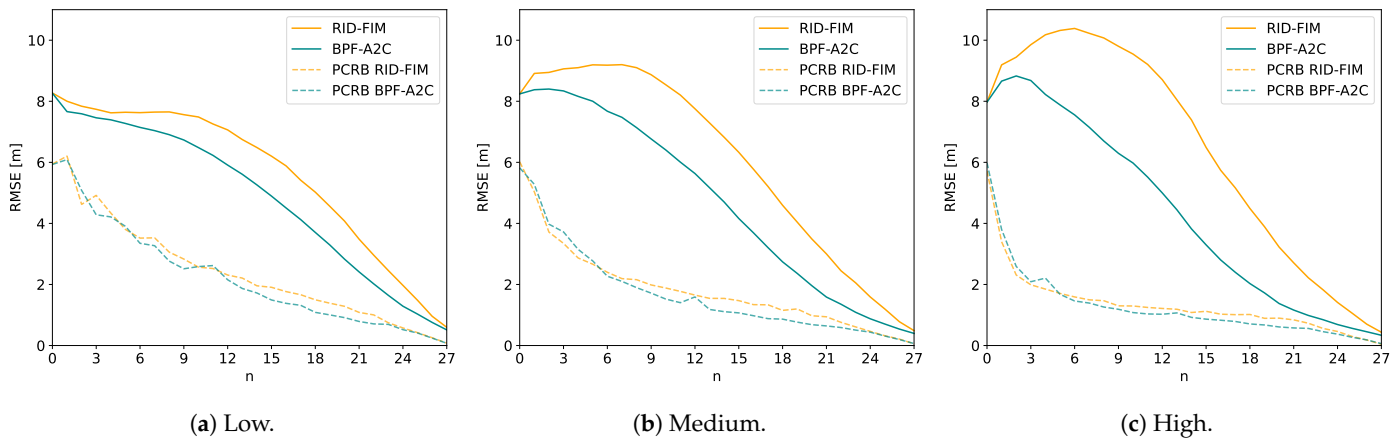 RID-FIM
BPF-A2C
PCRB RID-FIM
PCRB BPF-A2C
10
8
6
4
2
0
RMSE [m]
0 3 6 9 12 15 18 21 24 27
n
(a) Low.
RID-FIM
BPF-A2C
PCRB RID-FIM
PCRB BPF-A2C
10
8
6
4
2
0
RMSE [m]
0 3 6 9 12 15 18 21 24 27
n
(b) Medium.
RID-FIM
BPF-A2C
PCRB RID-FIM
PCRB BPF-A2C
10
8
6
4
2
0
RMSE [m]
0 3 6 9 12 15 18 21 24 27
n
(c) High.